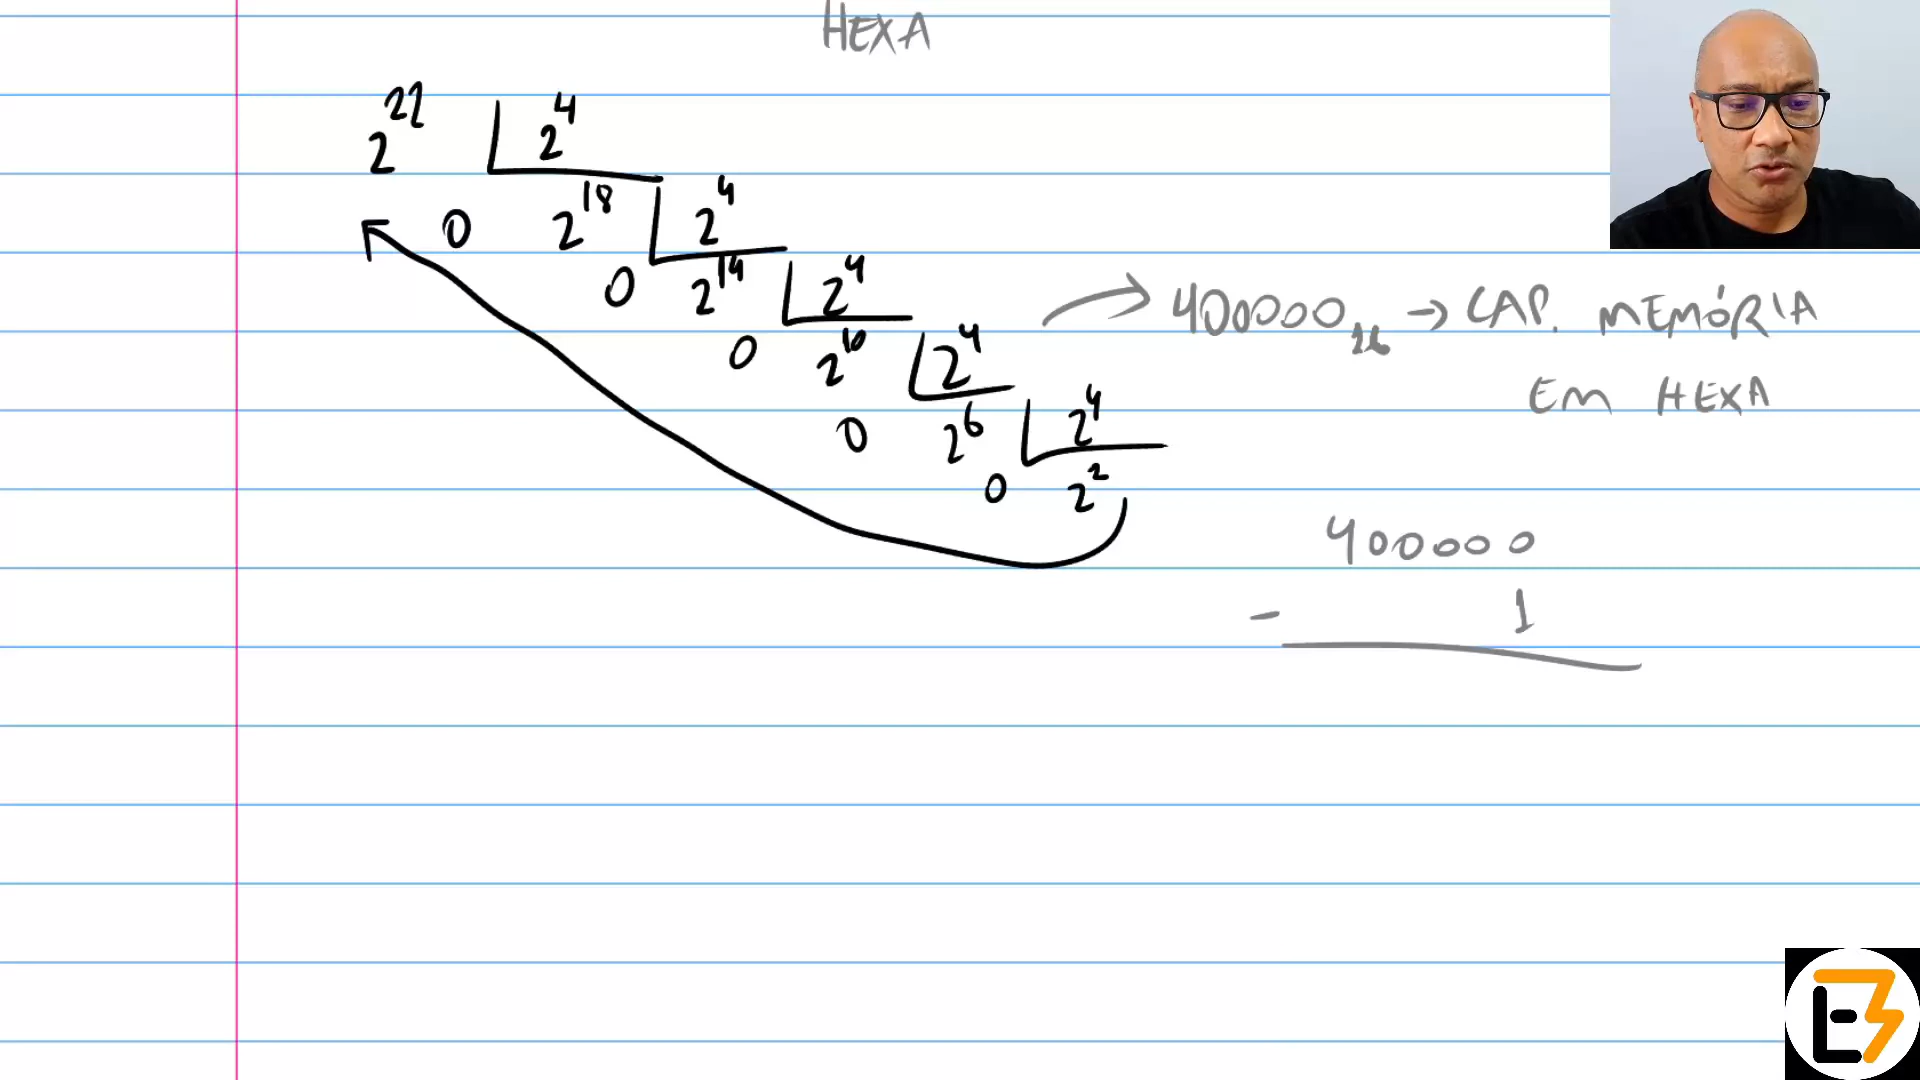 HEXA
2^22 | 2^4
0 2^18 | 2^4
0 2^14 | 2^4
0 2^10 | 2^4
0 2^6 | 2^4
0 2^2
→ 400000₁₆ → CAP. MEMÓRIA
EM HEXA
400000
- 1
E3